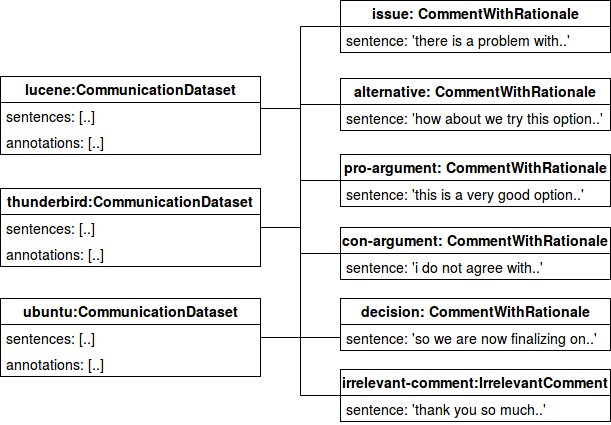 lucene:CommunicationDataset
sentences: [..]
annotations: [..]
thunderbird:CommunicationDataset
sentences: [..]
annotations: [..]
ubuntu:CommunicationDataset
sentences: [..]
annotations: [..]
issue: CommentWithRationale
sentence: 'there is a problem with..'
alternative: CommentWithRationale
sentence: 'how about we try this option..'
pro-argument: CommentWithRationale
sentence: 'this is a very good option..'
con-argument: CommentWithRationale
sentence: 'i do not agree with..'
decision: CommentWithRationale
sentence: 'so we are now finalizing on..'
irrelevant-comment:IrrelevantComment
sentence: 'thank you so much..'